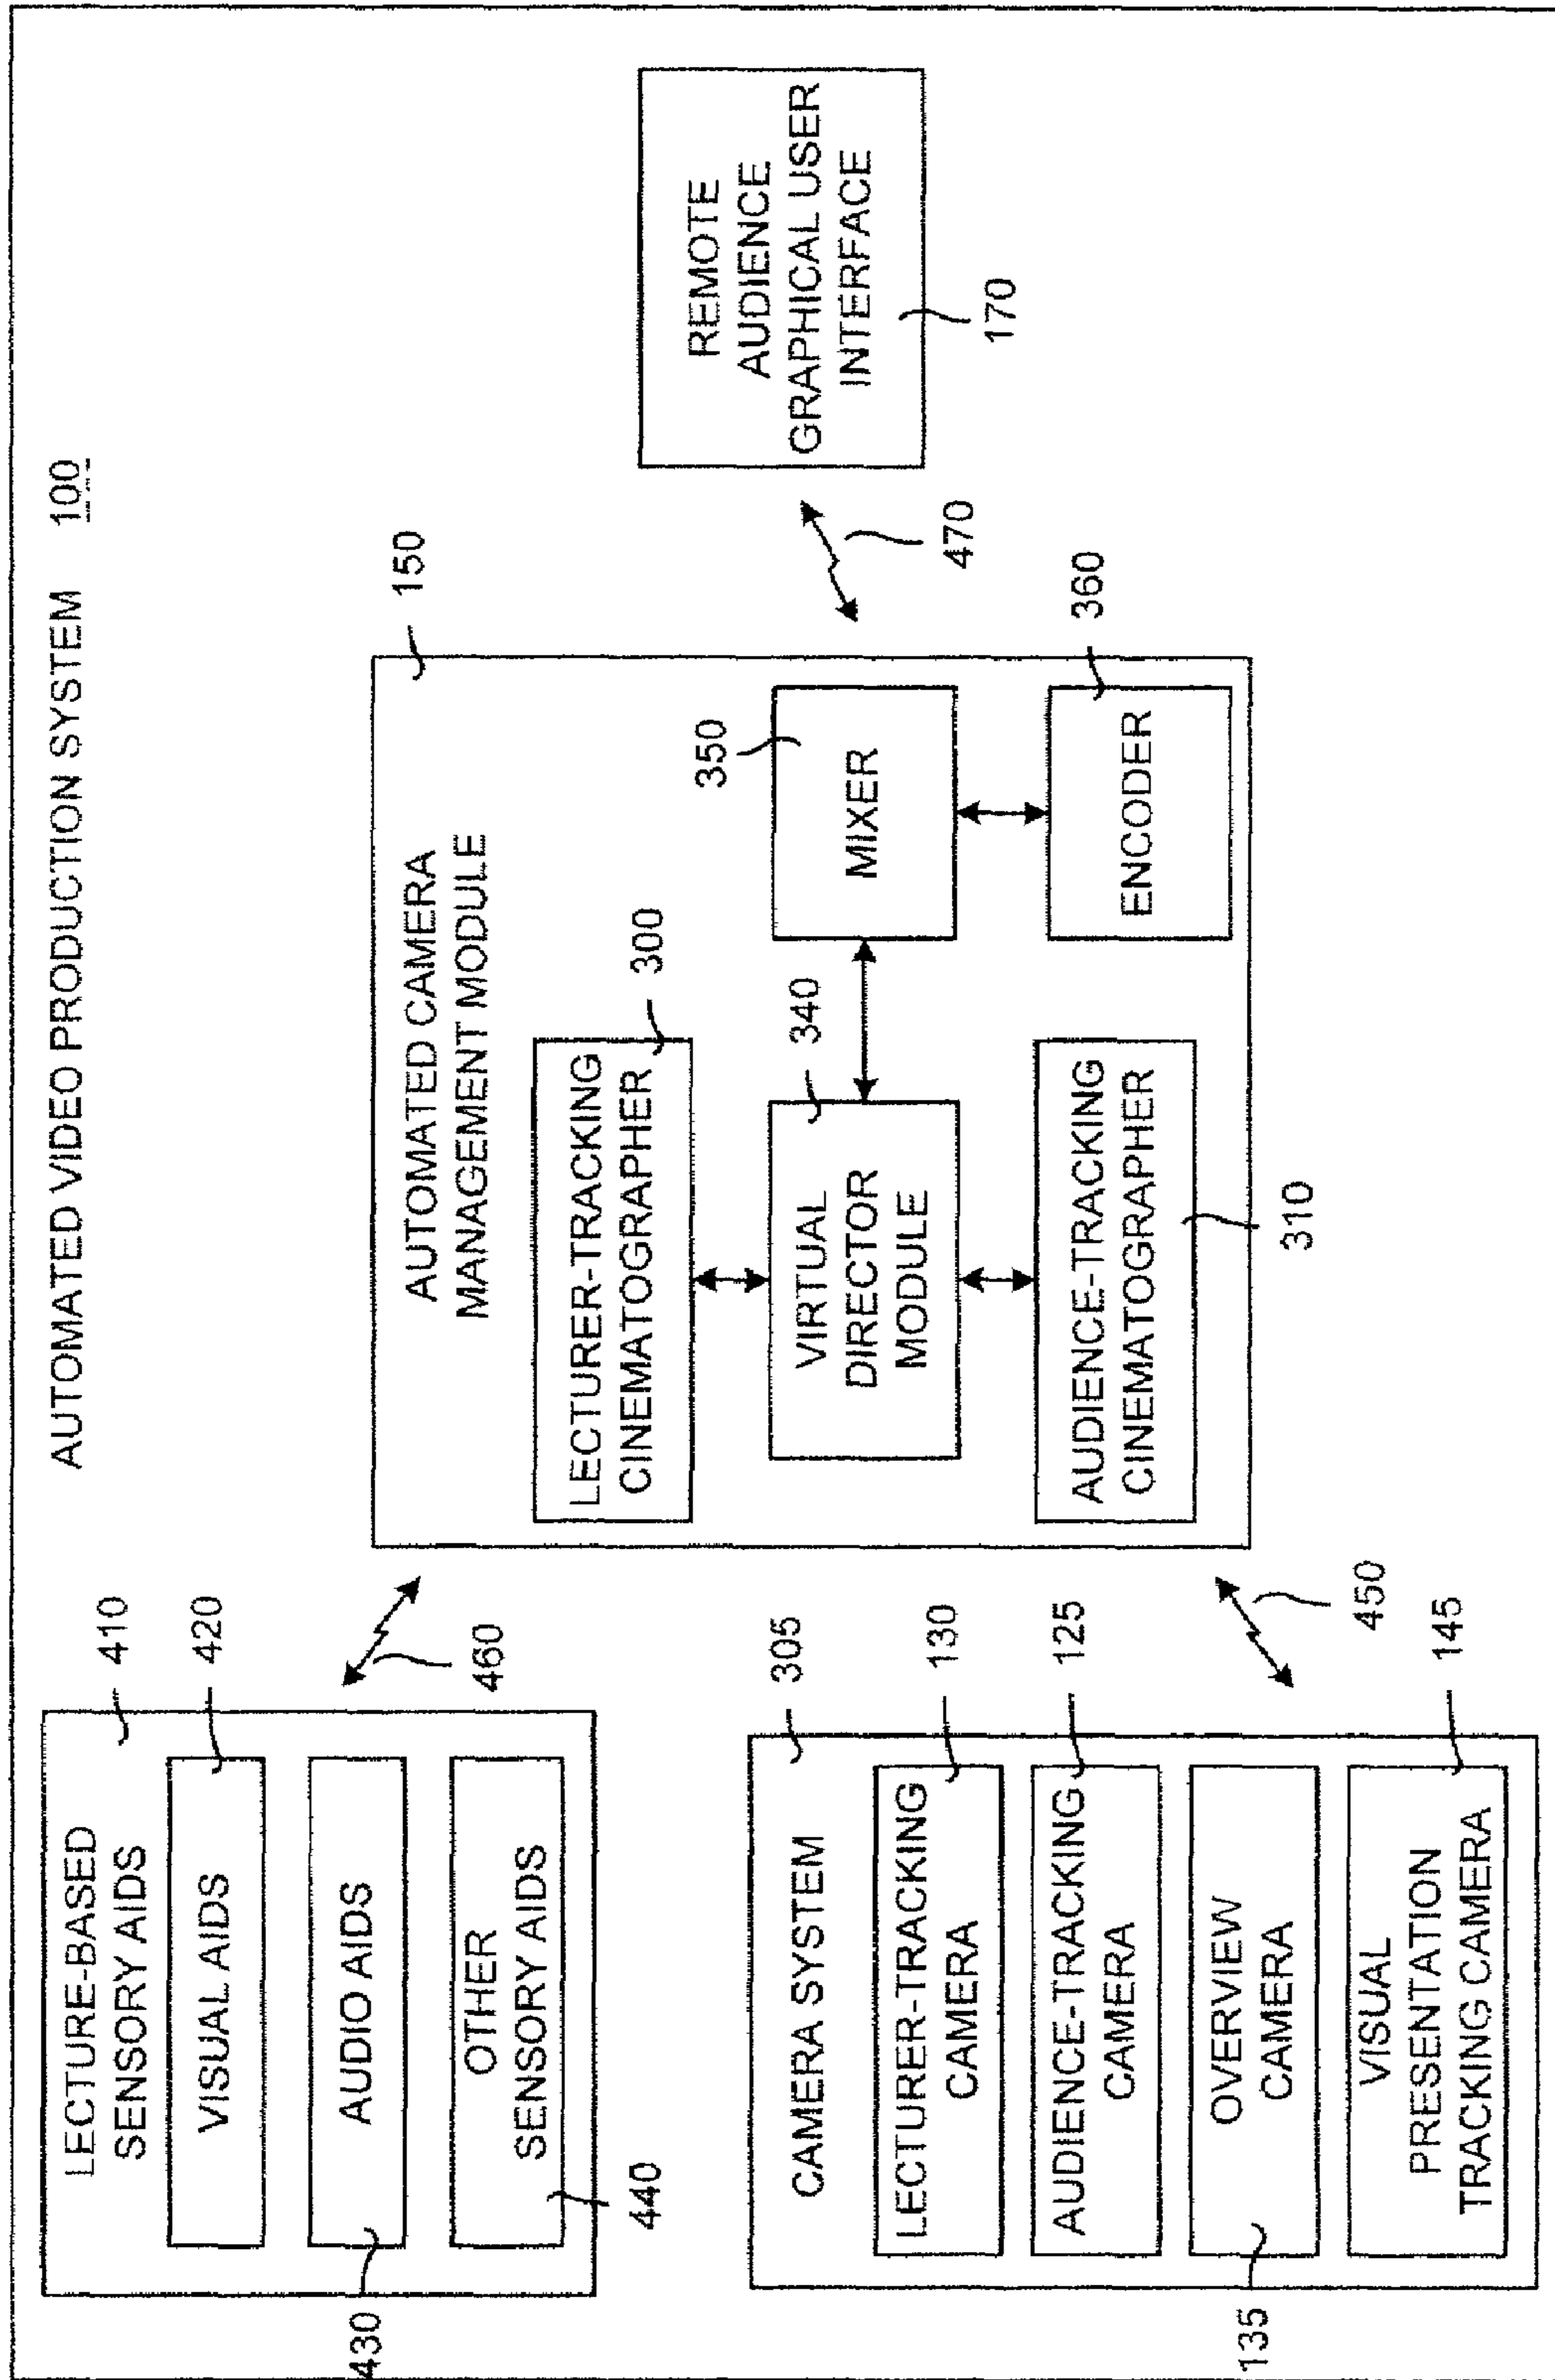 AUTOMATED VIDEO PRODUCTION SYSTEM 100
LECTURE-BASED
SENSORY AIDS
410
VISUAL AIDS
420
AUDIO AIDS
430
OTHER
SENSORY AIDS
440
460
CAMERA SYSTEM
305
LECTURER-TRACKING
CAMERA
130
AUDIENCE-TRACKING
CAMERA
125
OVERVIEW
CAMERA
135
VISUAL
PRESENTATION
TRACKING CAMERA
145
450
AUTOMATED CAMERA
MANAGEMENT MODULE
150
LECTURER-TRACKING
CINEMATOGRAPHER
300
VIRTUAL
DIRECTOR
MODULE
340
AUDIENCE-TRACKING
CINEMATOGRAPHER
310
MIXER
350
ENCODER
360
470
REMOTE
AUDIENCE
GRAPHICAL USER
INTERFACE
170